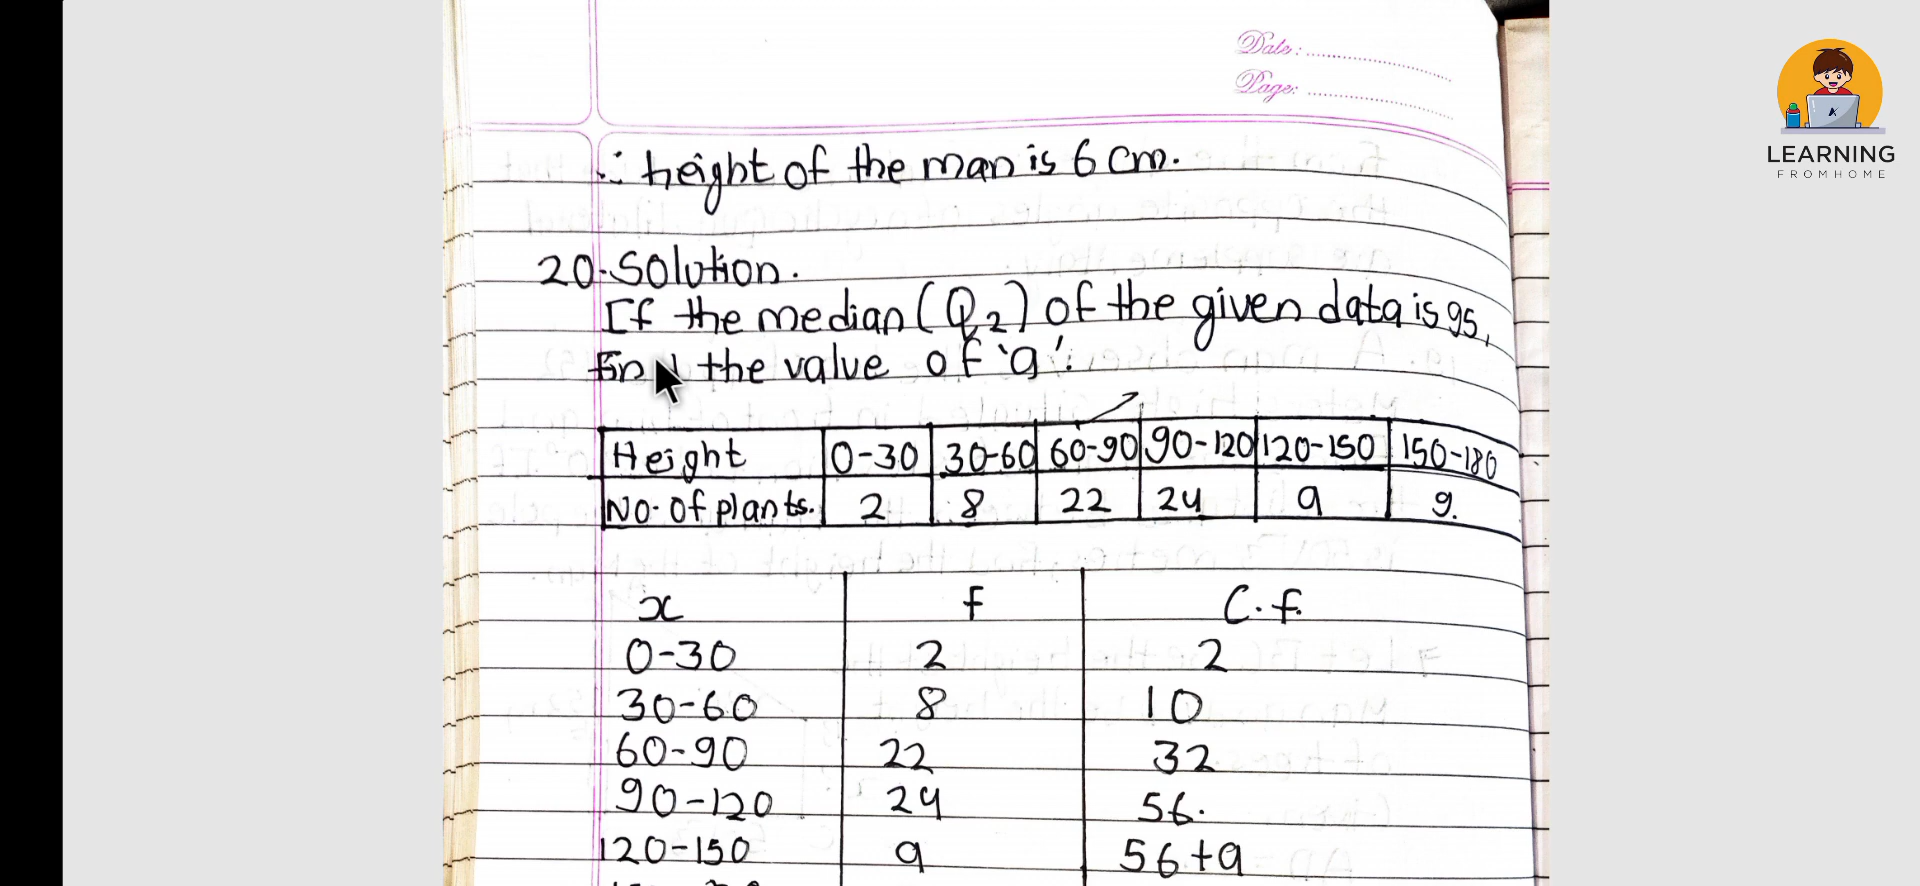 Date: ....................
Page: ....................
LEARNING
FROMHOME
∴ height of the man is 6 cm.
20. Solution.
If the median (Q2) of the given data is 95,
Find the value of 'a'.
Height 0-30 30-60 60-90 90-120 120-150 150-180
No. of plants. 2 8 22 24 a 9.
x f C.f.
0-30 2 2
30-60 8 10
60-90 22 32
90-120 24 56.
120-150 a 56+a